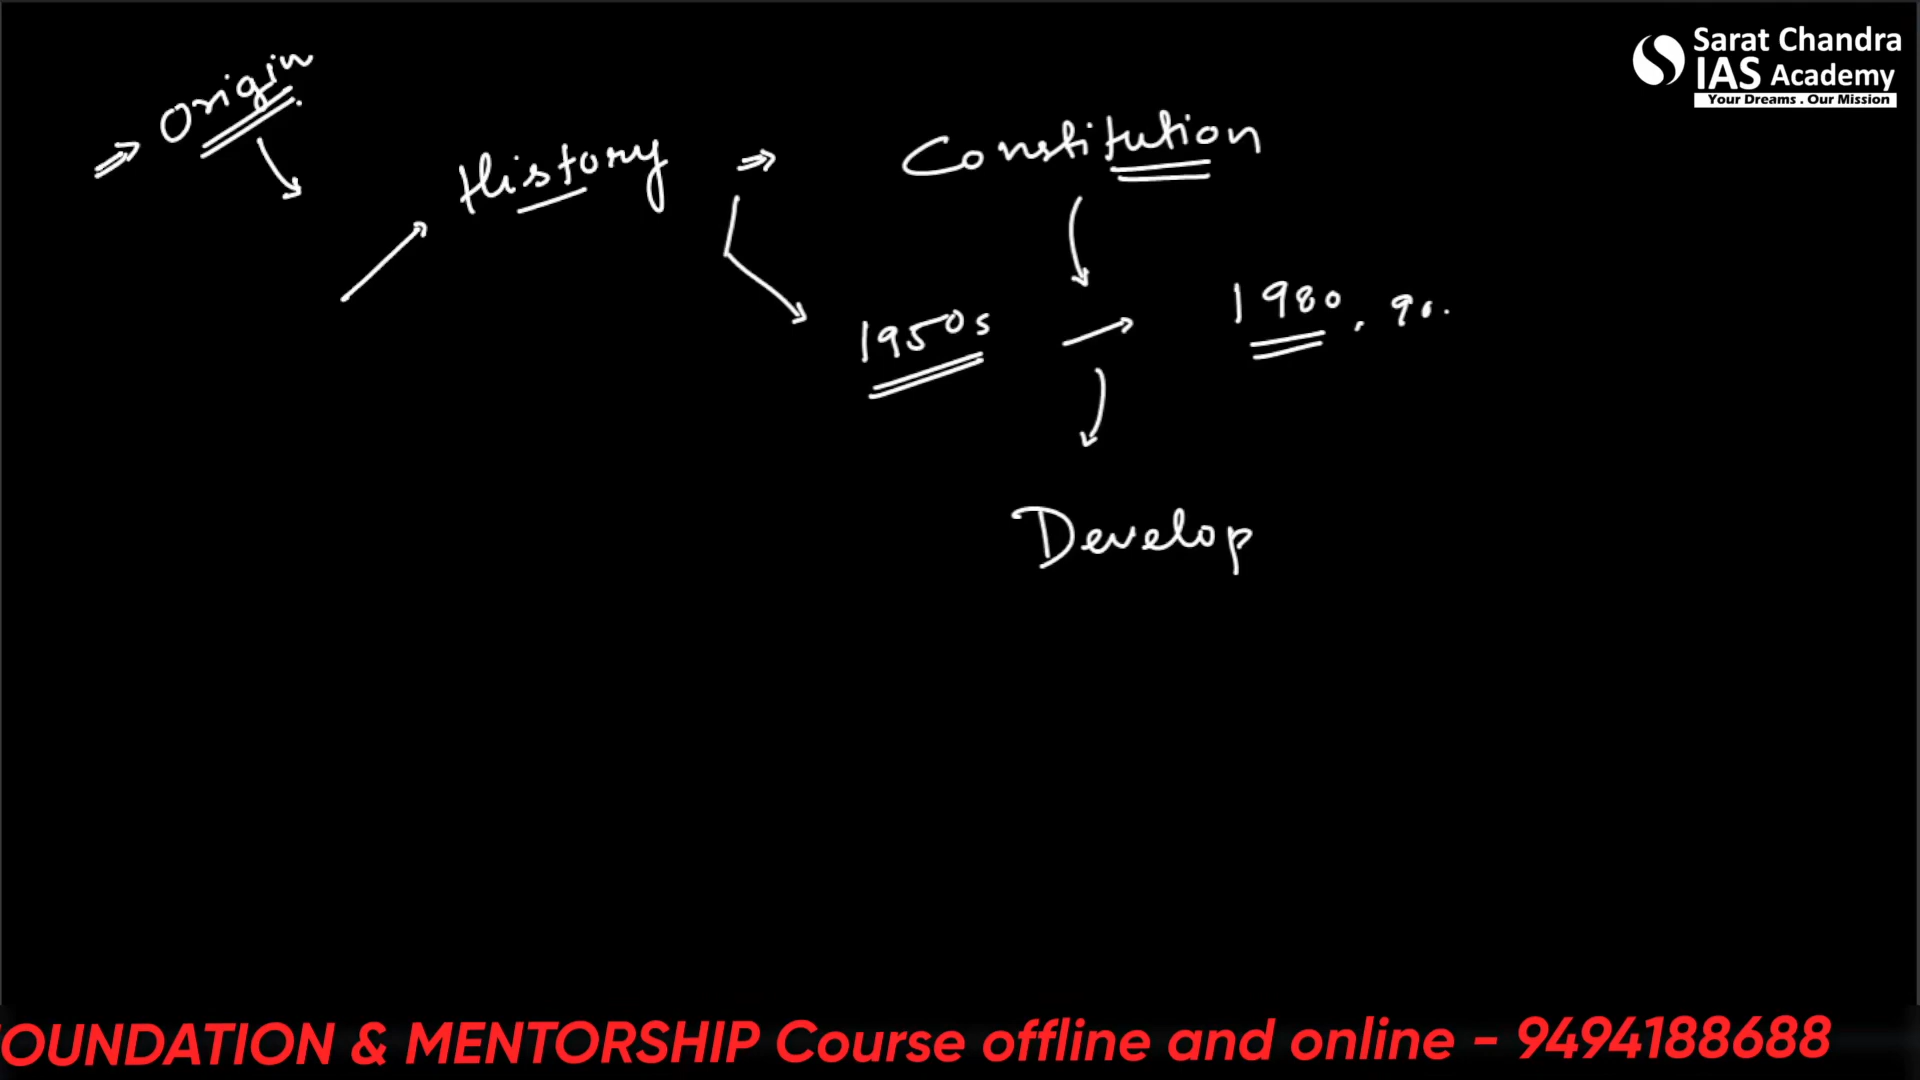 Sarat Chandra
IAS Academy
Your Dreams . Our Mission
⇒ Origin
History ⇒ Constitution
1950s → 1980, 90.
Develop
OUNDATION & MENTORSHIP Course offline and online - 9494188688